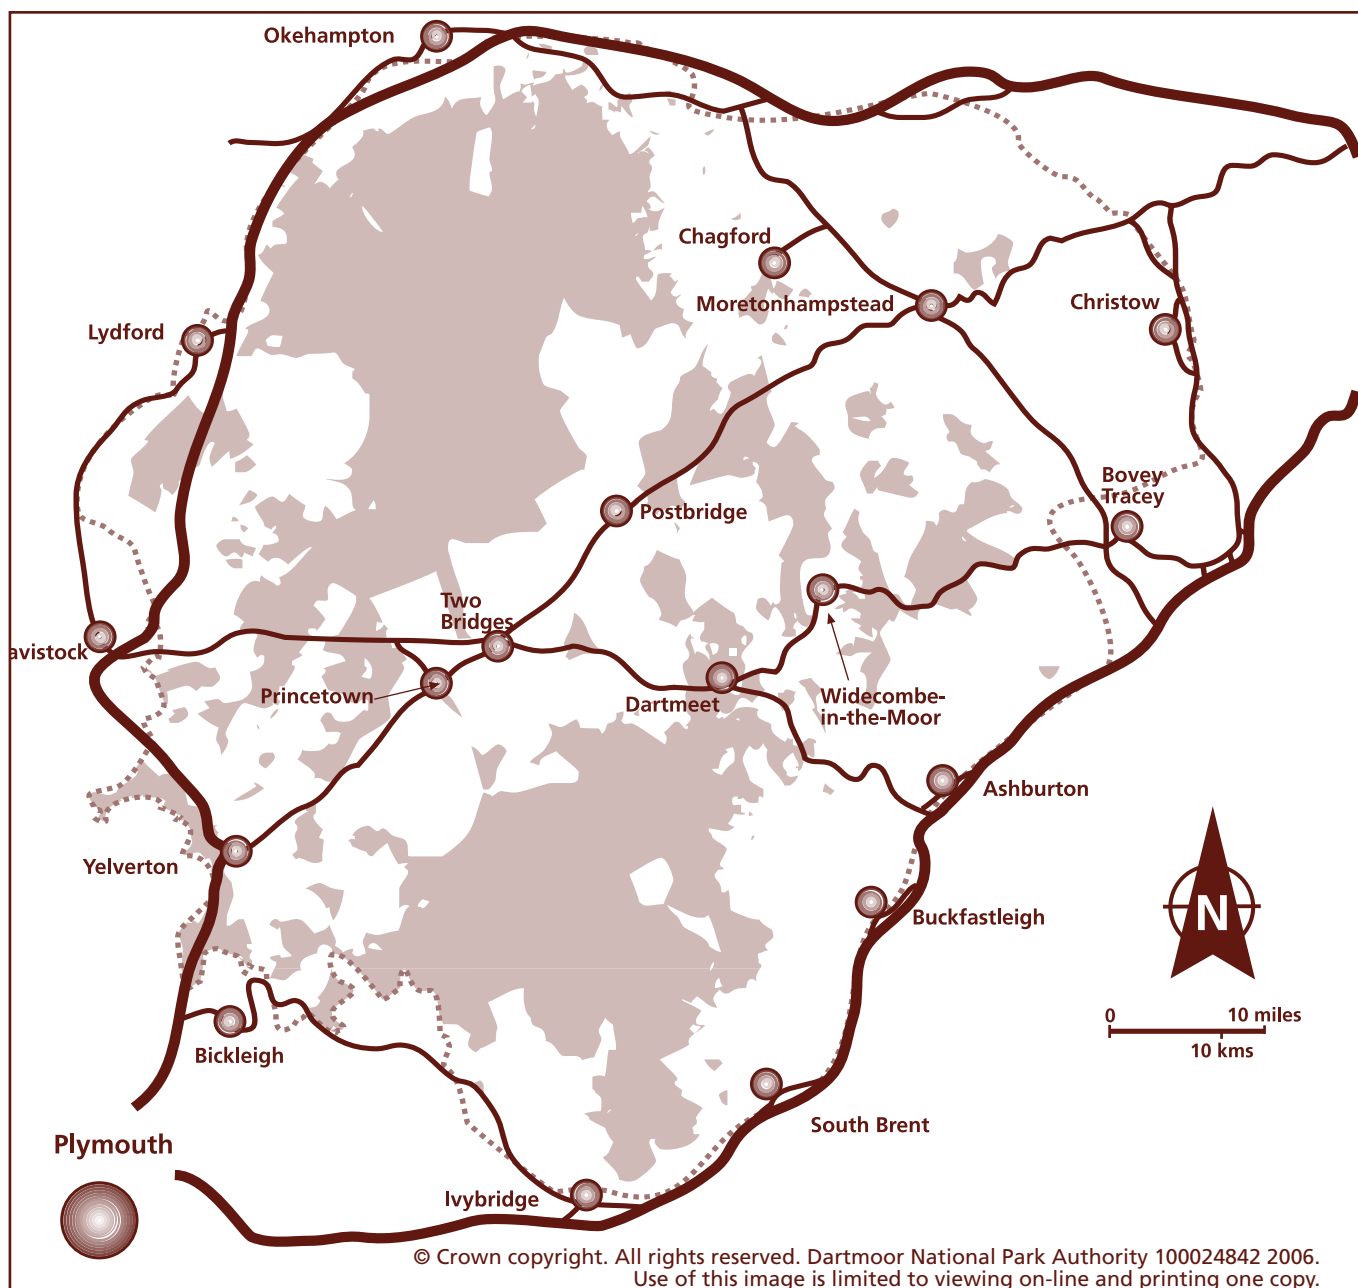 Okehampton
Chagford
Moretonhampstead
Christow
Lydford
Bovey
Tracey
Postbridge
Two
Bridges
avistock
Princetown
Dartmeet
Widecombe-
in-the-Moor
Ashburton
Yelverton
Buckfastleigh
N
0 10 miles
10 kms
Bickleigh
South Brent
Plymouth
Ivybridge
© Crown copyright. All rights reserved. Dartmoor National Park Authority 100024842 2006.
Use of this image is limited to viewing on-line and printing one copy.